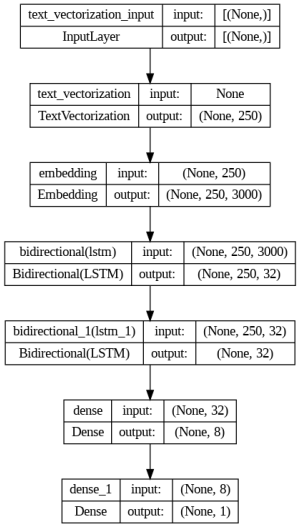 text_vectorization_input input: [(None,)]
InputLayer output: [(None,)]
text_vectorization input: None
TextVectorization output: (None, 250)
embedding input: (None, 250)
Embedding output: (None, 250, 3000)
bidirectional(lstm) input: (None, 250, 3000)
Bidirectional(LSTM) output: (None, 250, 32)
bidirectional_1(lstm_1) input: (None, 250, 32)
Bidirectional(LSTM) output: (None, 32)
dense input: (None, 32)
Dense output: (None, 8)
dense_1 input: (None, 8)
Dense output: (None, 1)